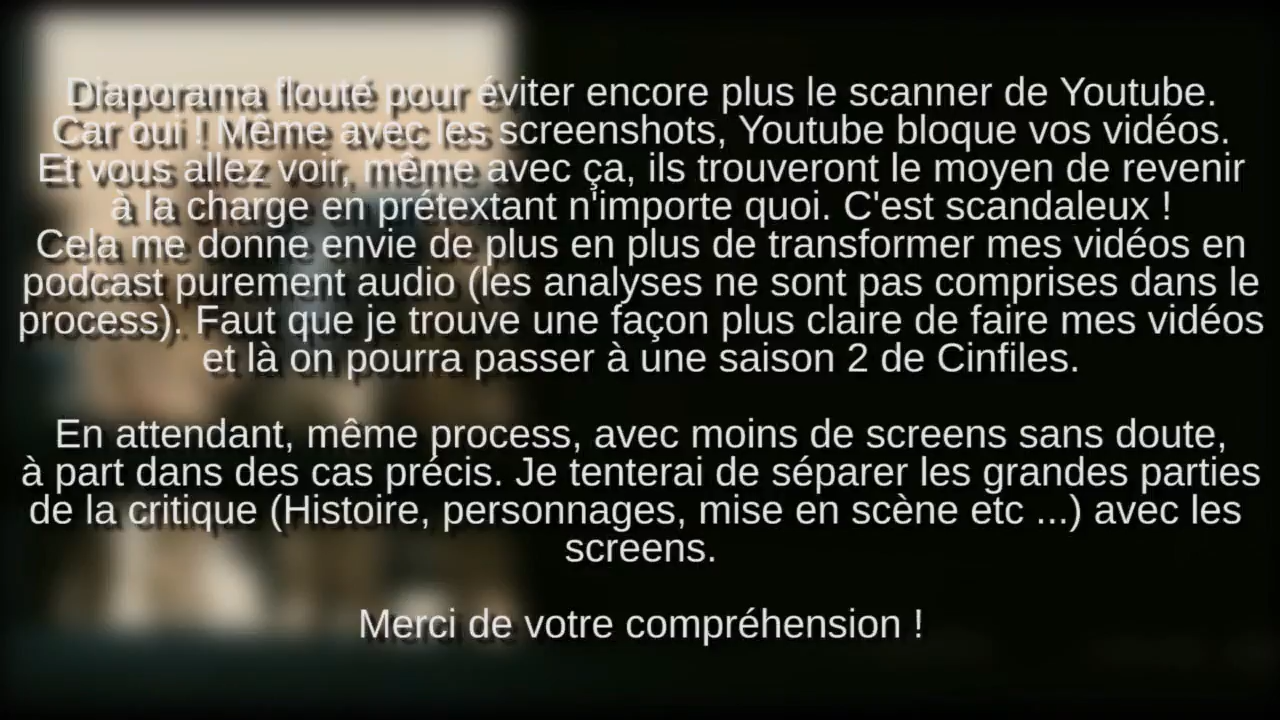 Diaporama flouté pour éviter encore plus le scanner de Youtube.
Car oui ! Même avec les screenshots, Youtube bloque vos vidéos.
Et vous allez voir, même avec ça, ils trouveront le moyen de revenir
à la charge en prétextant n'importe quoi. C'est scandaleux !
Cela me donne envie de plus en plus de transformer mes vidéos en
podcast purement audio (les analyses ne sont pas comprises dans le
process). Faut que je trouve une façon plus claire de faire mes vidéos
et là on pourra passer à une saison 2 de Cinfiles.
En attendant, même process, avec moins de screens sans doute,
à part dans des cas précis. Je tenterai de séparer les grandes parties
de la critique (Histoire, personnages, mise en scène etc ...) avec les
screens.
Merci de votre compréhension !